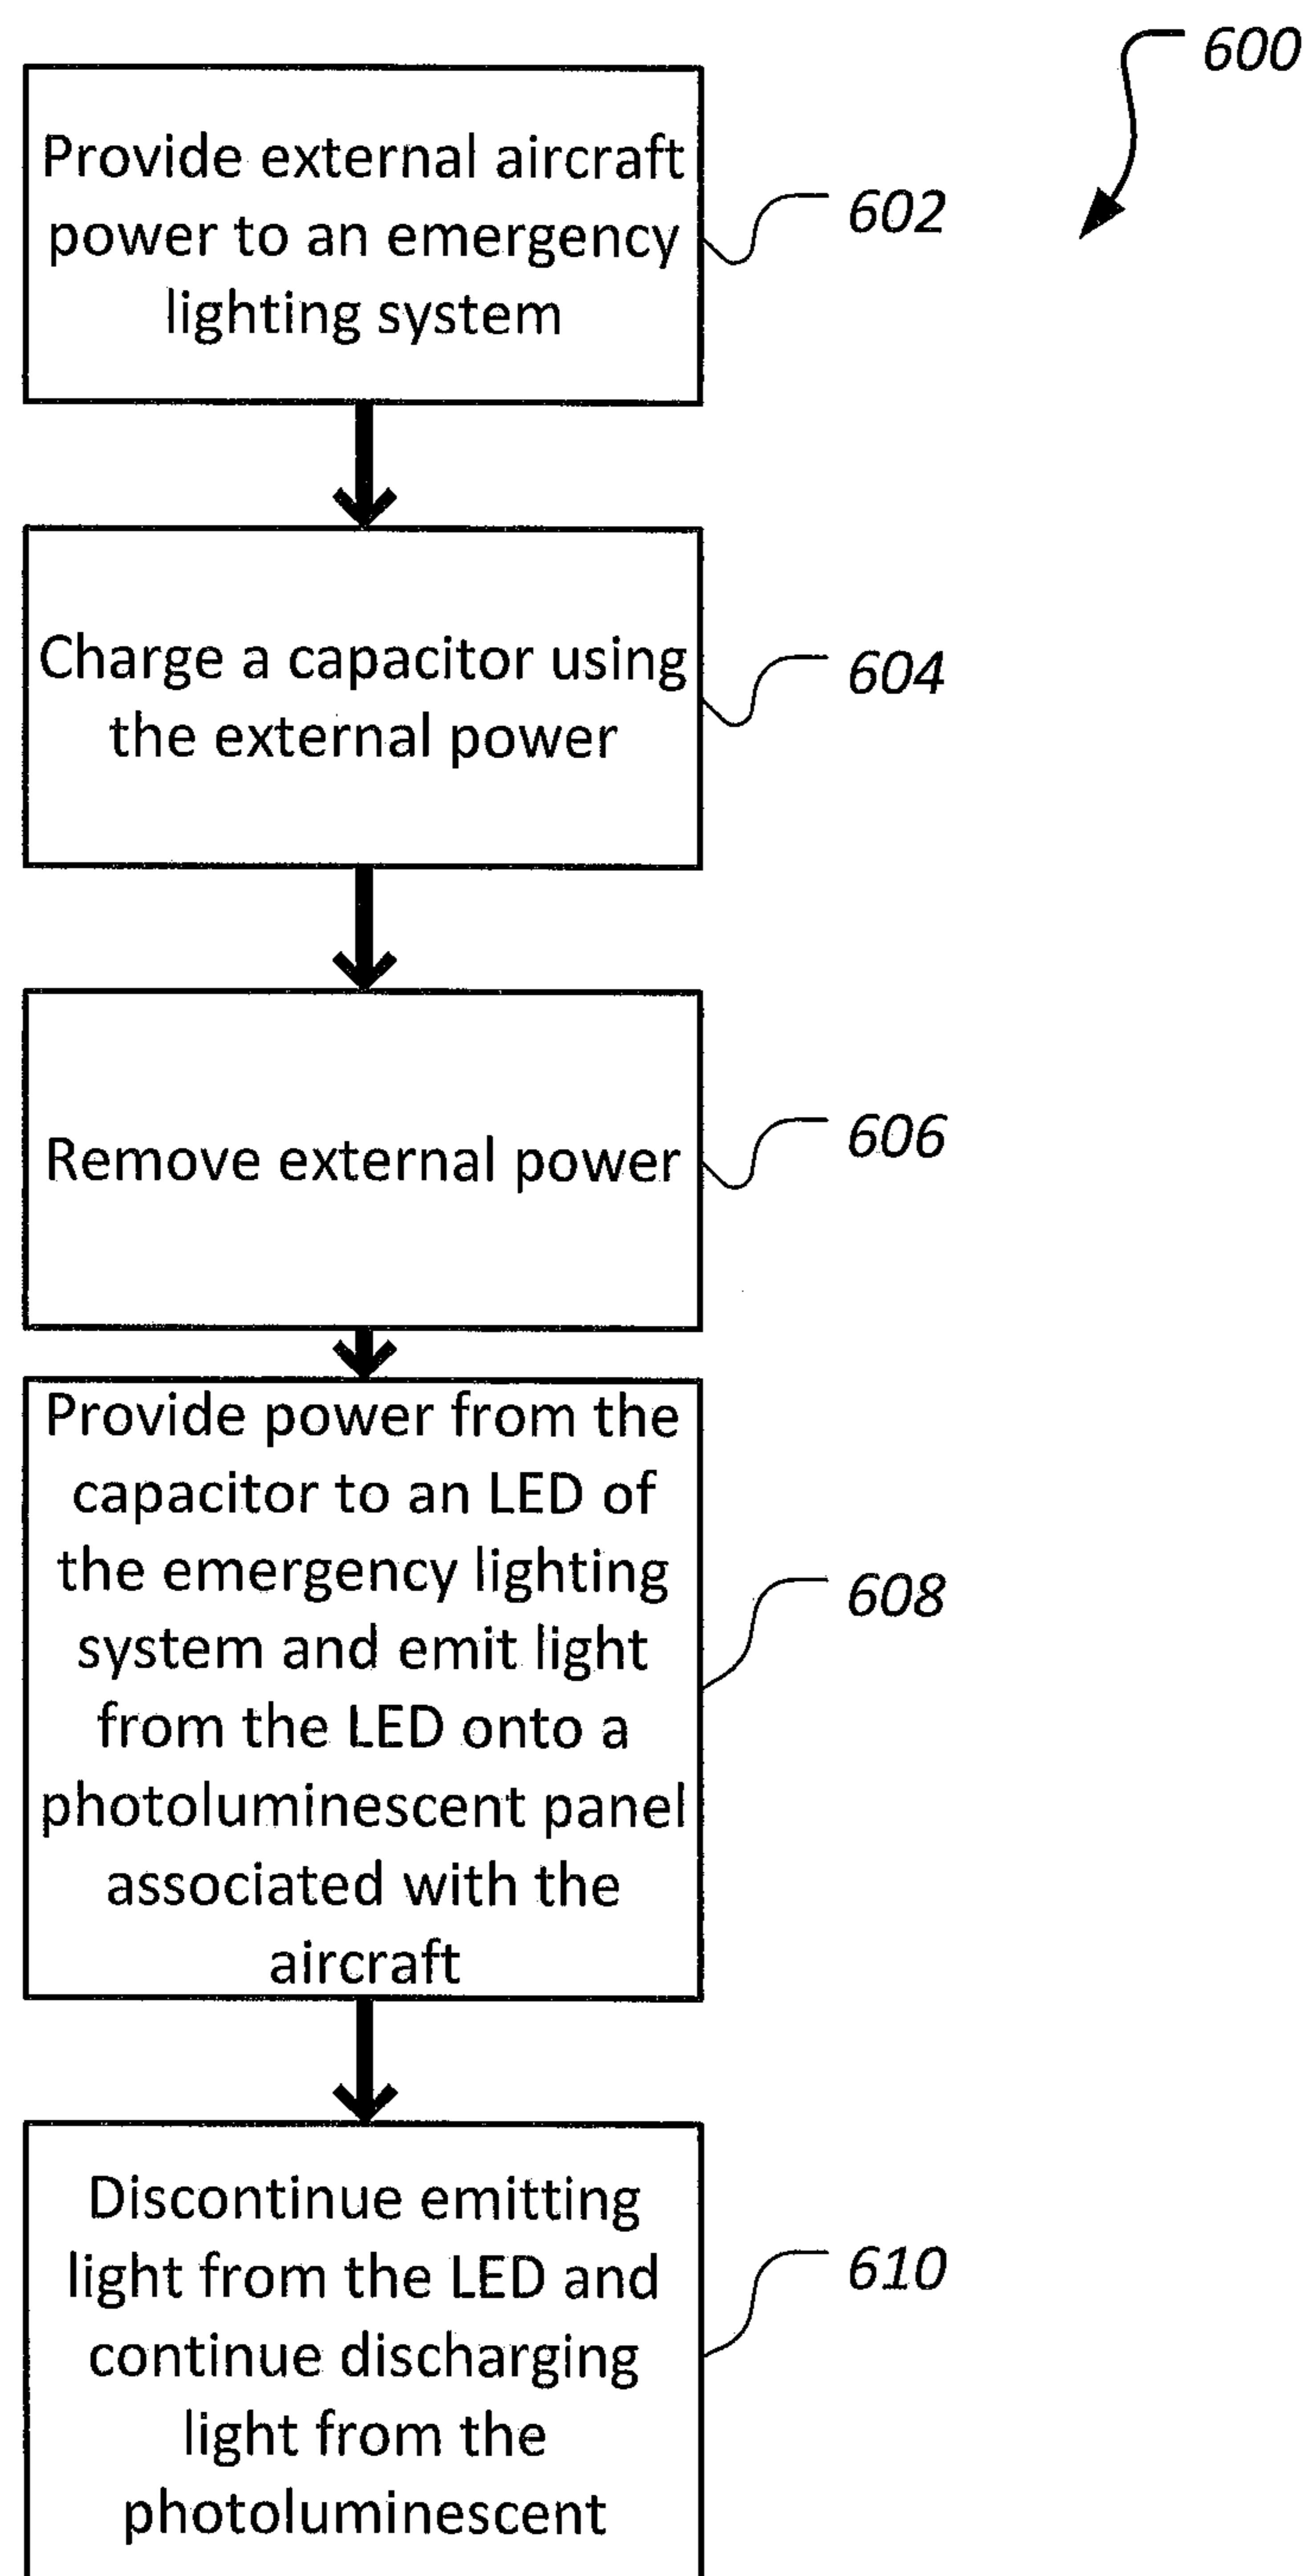 600
Provide external aircraft
power to an emergency
lighting system
602
Charge a capacitor using
the external power
604
Remove external power
606
Provide power from the
capacitor to an LED of
the emergency lighting
system and emit light
from the LED onto a
photoluminescent panel
associated with the
aircraft
608
Discontinue emitting
light from the LED and
continue discharging
light from the
photoluminescent
610